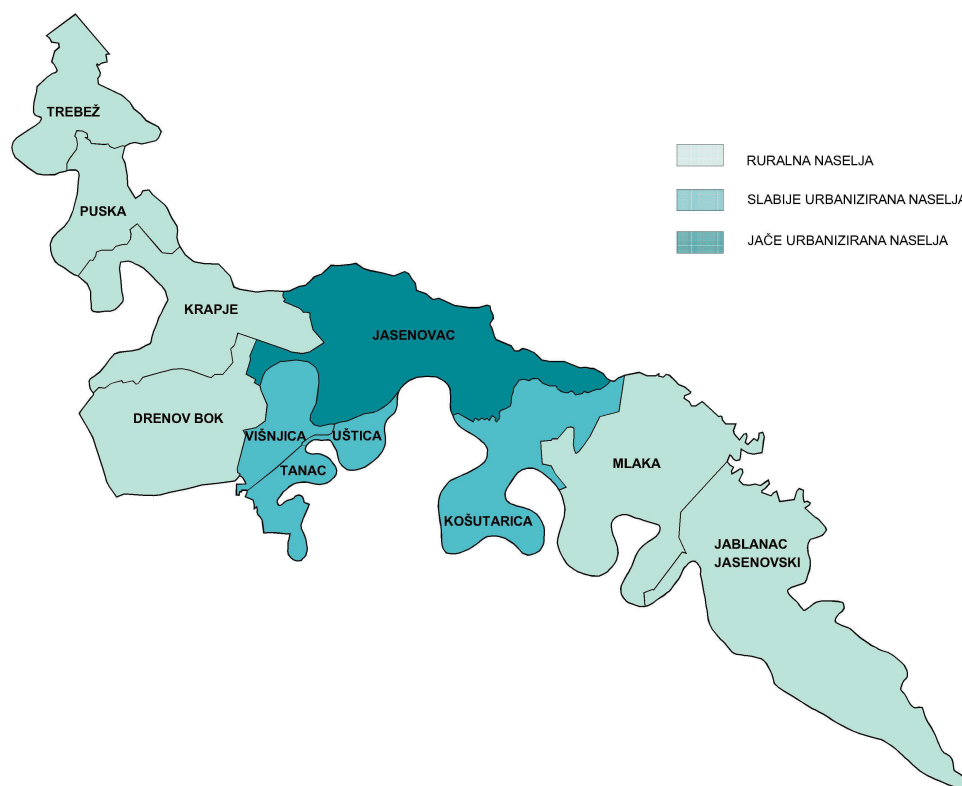 TREBEŽ
RURALNA NASELJA
SLABIJE URBANIZIRANA NASELJA
PUSKA
JAČE URBANIZIRANA NASELJA
KRAPJE
JASENOVAC
DRENOV BOK
VIŠNJICA
UŠTICA
TANAC
MLAKA
KOŠUTARICA
JABLANAC
JASENOVSKI